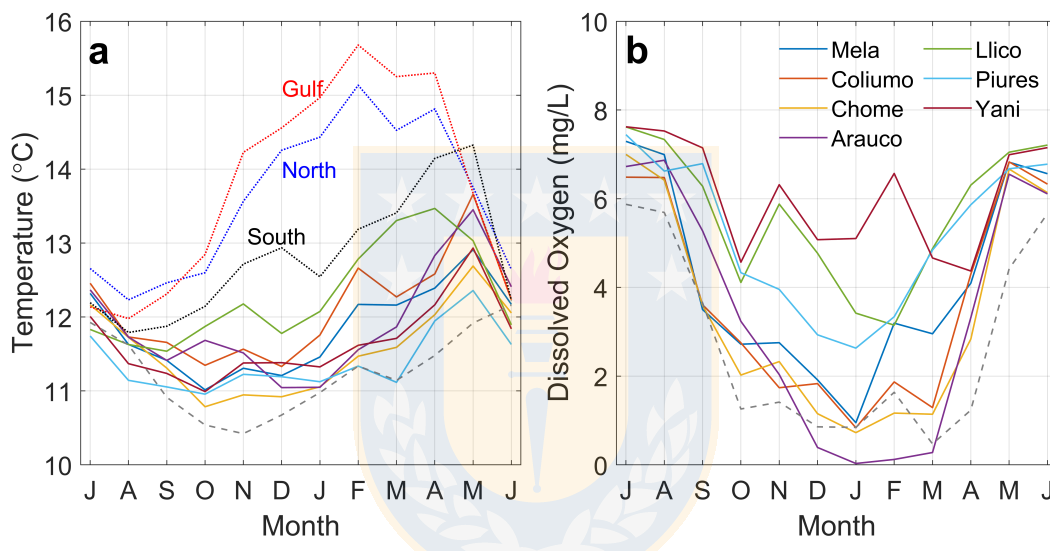 a
16
15
14
13
12
11
10
Temperature (°C)
Gulf
North
South
J A S O N D J F M A M J
Month
b
10
8
6
4
2
0
Dissolved Oxygen (mg/L)
Mela
Coliumo
Chome
Arauco
Llico
Piures
Yani
J A S O N D J F M A M J
Month